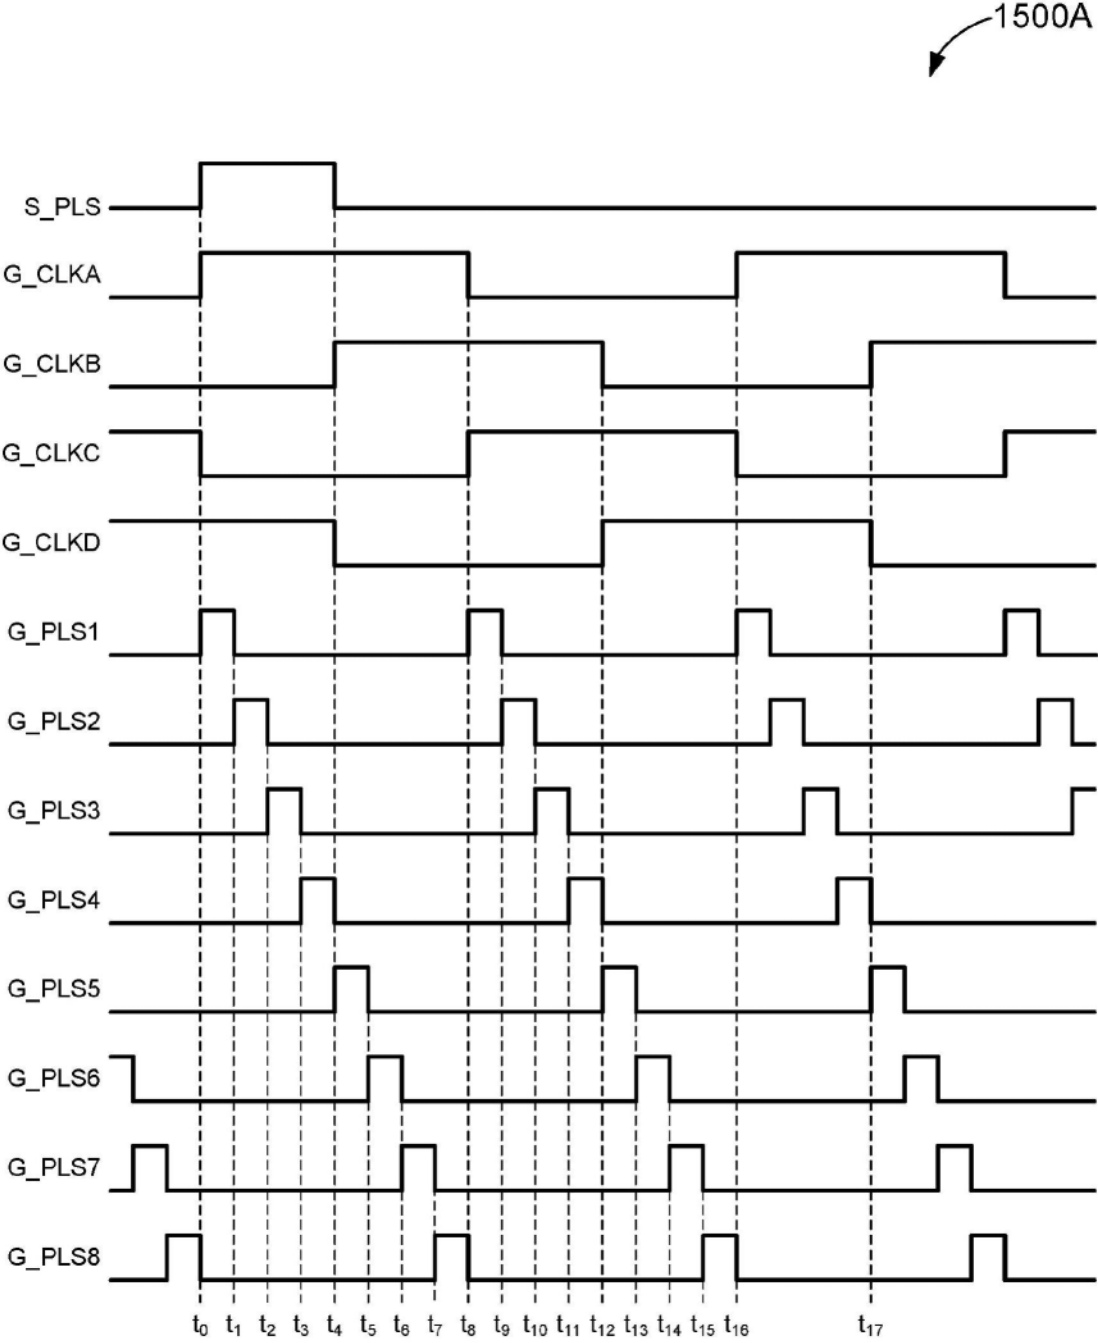 1500A
S_PLS
G_CLKA
G_CLKB
G_CLKC
G_CLKD
G_PLS1
G_PLS2
G_PLS3
G_PLS4
G_PLS5
G_PLS6
G_PLS7
G_PLS8
t0 t1 t2 t3 t4 t5 t6 t7 t8 t9 t10 t11 t12 t13 t14 t15 t16 t17